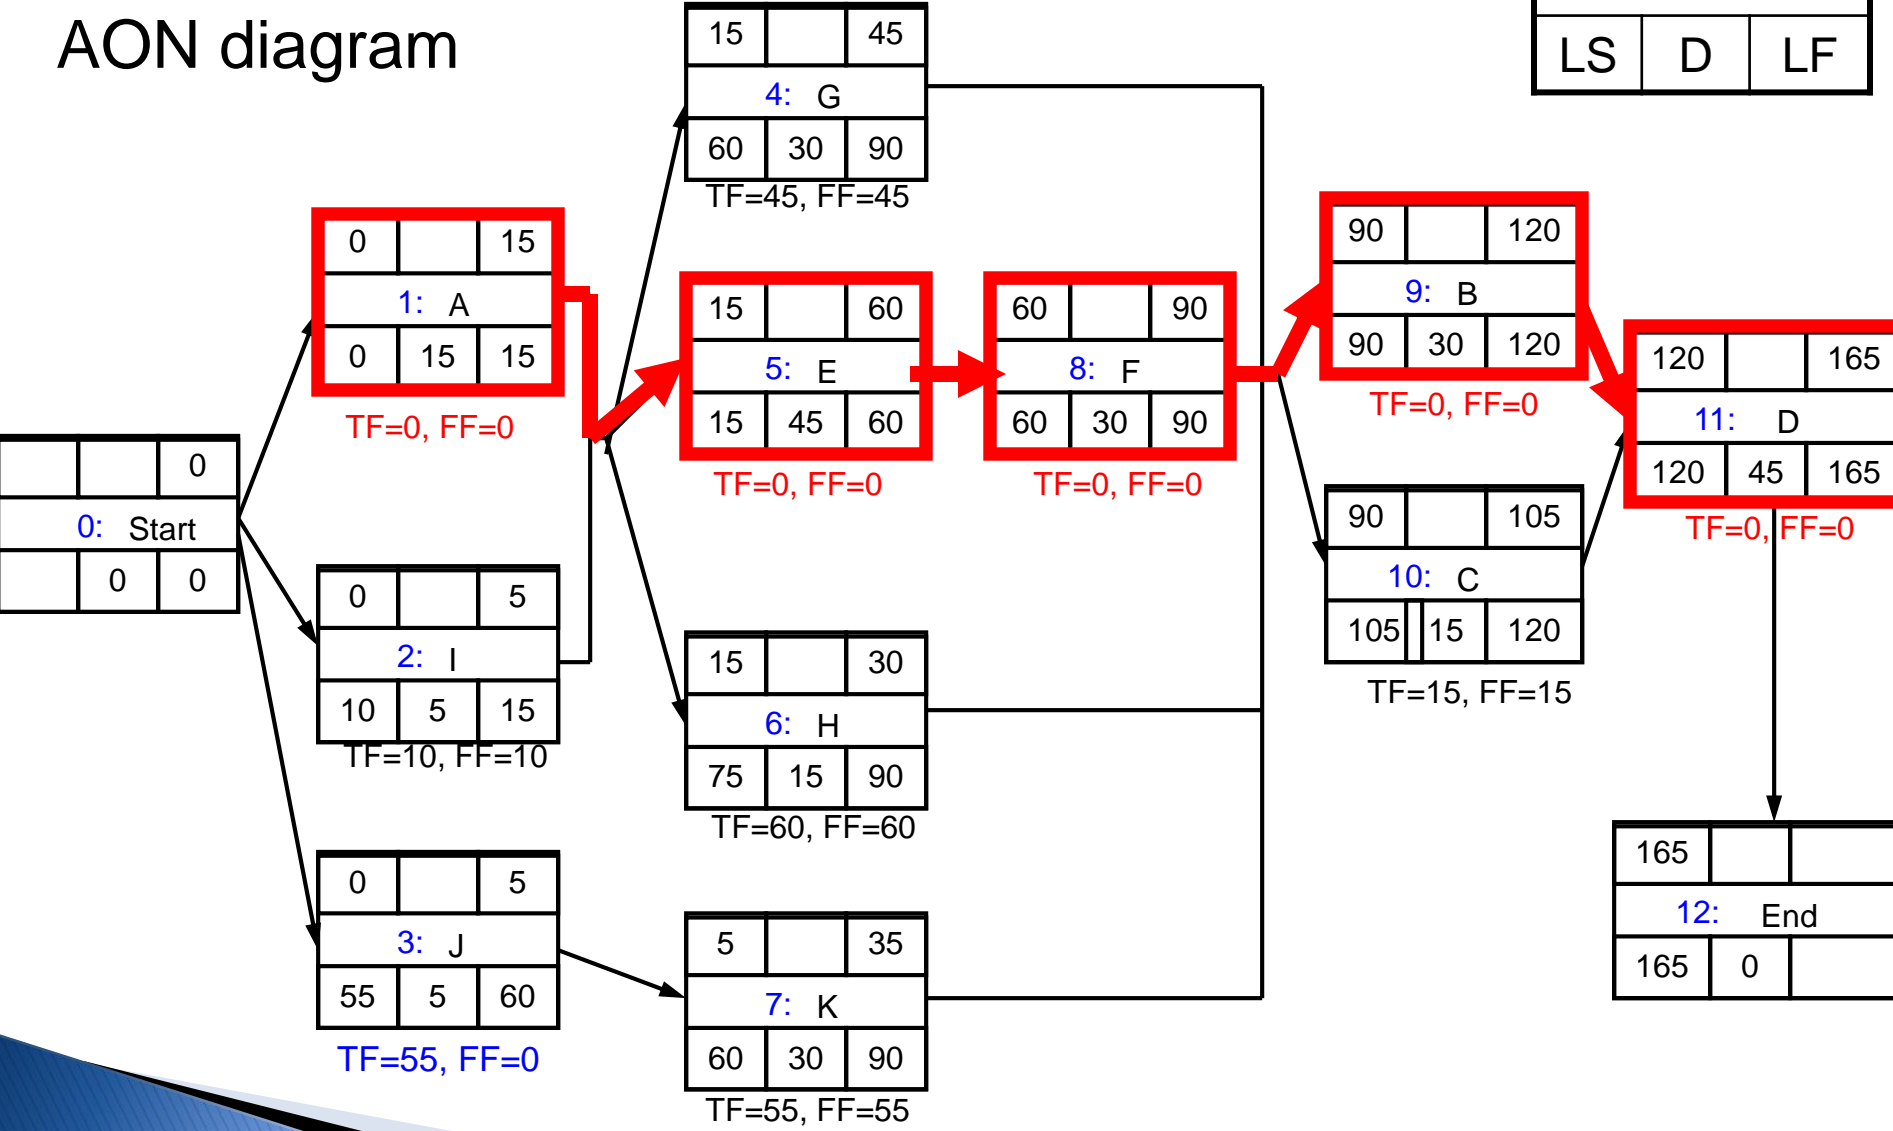 AON diagram
LS D LF
15 45
4: G
60 30 90
TF=45, FF=45
0 15
1: A
0 15 15
TF=0, FF=0
15 60
5: E
15 45 60
TF=0, FF=0
60 90
8: F
60 30 90
TF=0, FF=0
90 120
9: B
90 30 120
TF=0, FF=0
120 165
11: D
120 45 165
TF=0, FF=0
0
0: Start
0 0
0 5
2: I
10 5 15
TF=10, FF=10
15 30
6: H
75 15 90
TF=60, FF=60
90 105
10: C
105 15 120
TF=15, FF=15
0 5
3: J
55 5 60
TF=55, FF=0
5 35
7: K
60 30 90
TF=55, FF=55
165
12: End
165 0